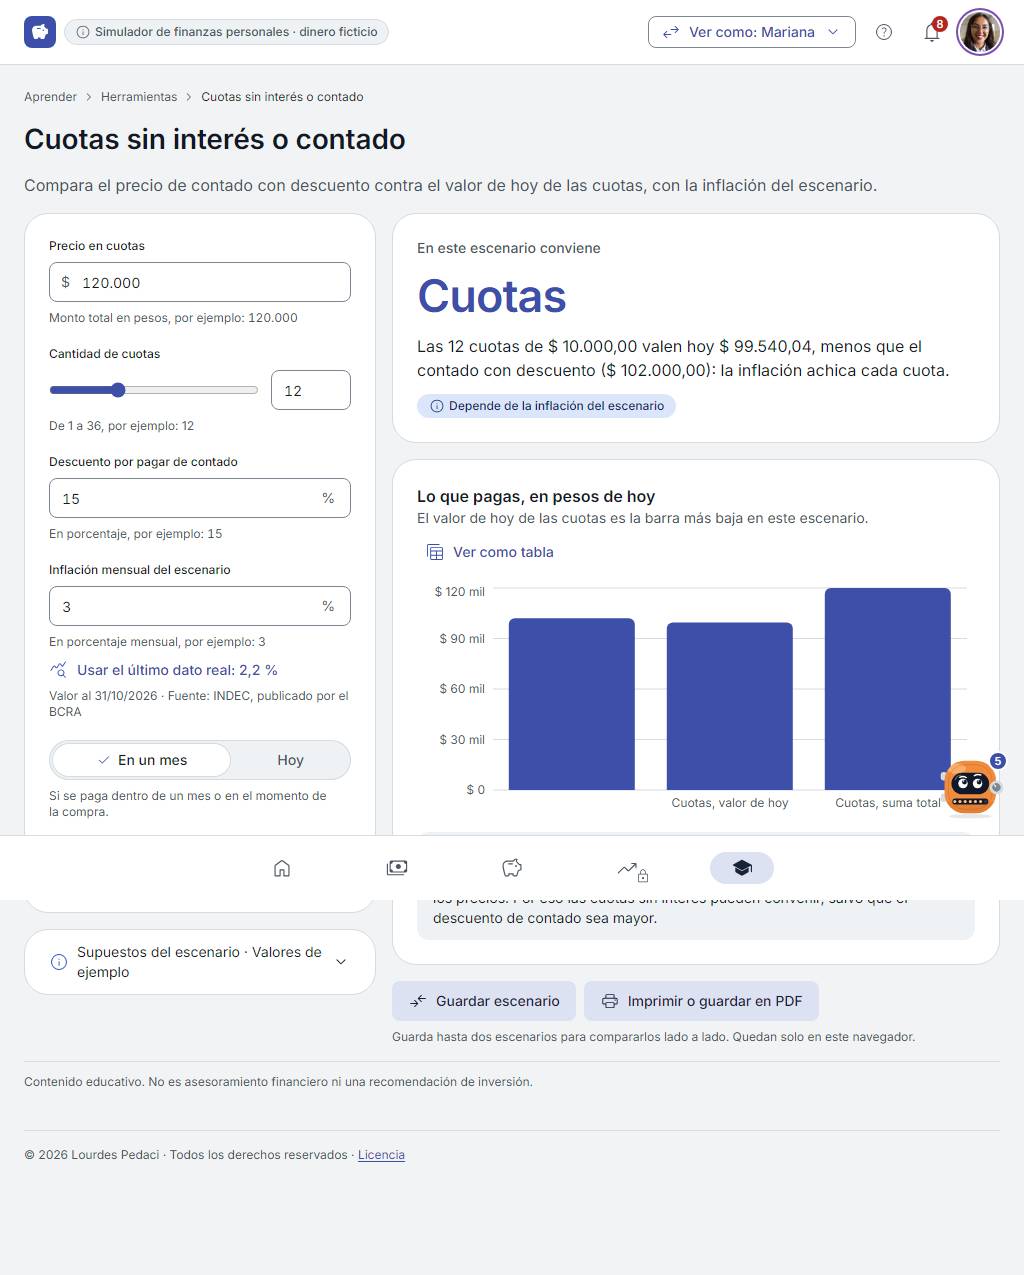 Simulador de finanzas personales · dinero ficticio
Ver como: Mariana
8
Aprender
Herramientas
Cuotas sin interés o contado
Cuotas sin interés o contado
Compara el precio de contado con descuento contra el valor de hoy de las cuotas, con la inflación del escenario.
Precio en cuotas
$ 120.000
Monto total en pesos, por ejemplo: 120.000
Cantidad de cuotas
12
De 1 a 36, por ejemplo: 12
Descuento por pagar de contado
15 %
En porcentaje, por ejemplo: 15
Inflación mensual del escenario
3 %
En porcentaje mensual, por ejemplo: 3
Usar el último dato real: 2,2 %
Valor al 31/10/2026 · Fuente: INDEC, publicado por el
BCRA
En un mes
Hoy
Si se paga dentro de un mes o en el momento de
la compra.
Supuestos del escenario · Valores de
ejemplo
En este escenario conviene
Cuotas
Las 12 cuotas de $ 10.000,00 valen hoy $ 99.540,04, menos que el
contado con descuento ($ 102.000,00): la inflación achica cada cuota.
Depende de la inflación del escenario
Lo que pagas, en pesos de hoy
El valor de hoy de las cuotas es la barra más baja en este escenario.
Ver como tabla
$ 120 mil
$ 90 mil
$ 60 mil
$ 30 mil
$ 0
Cuotas, valor de hoy
Cuotas, suma total
5
los precios. Por eso las cuotas sin interés pueden convenir, salvo que el
descuento de contado sea mayor.
Guardar escenario
Imprimir o guardar en PDF
Guarda hasta dos escenarios para compararlos lado a lado. Quedan solo en este navegador.
Contenido educativo. No es asesoramiento financiero ni una recomendación de inversión.
© 2026 Lourdes Pedaci · Todos los derechos reservados · Licencia